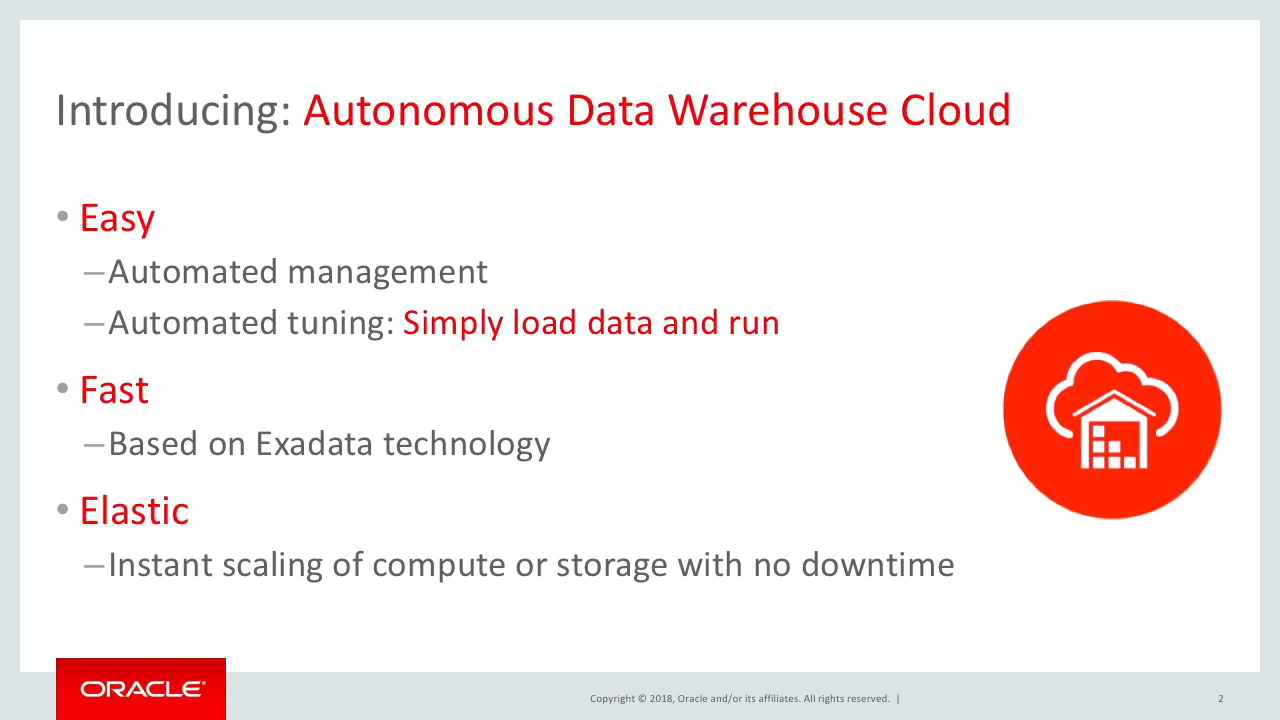 Introducing: Autonomous Data Warehouse Cloud
• Easy
–Automated management
–Automated tuning: Simply load data and run
• Fast
–Based on Exadata technology
• Elastic
–Instant scaling of compute or storage with no downtime
ORACLE®
Copyright © 2018, Oracle and/or its affiliates. All rights reserved. |
2